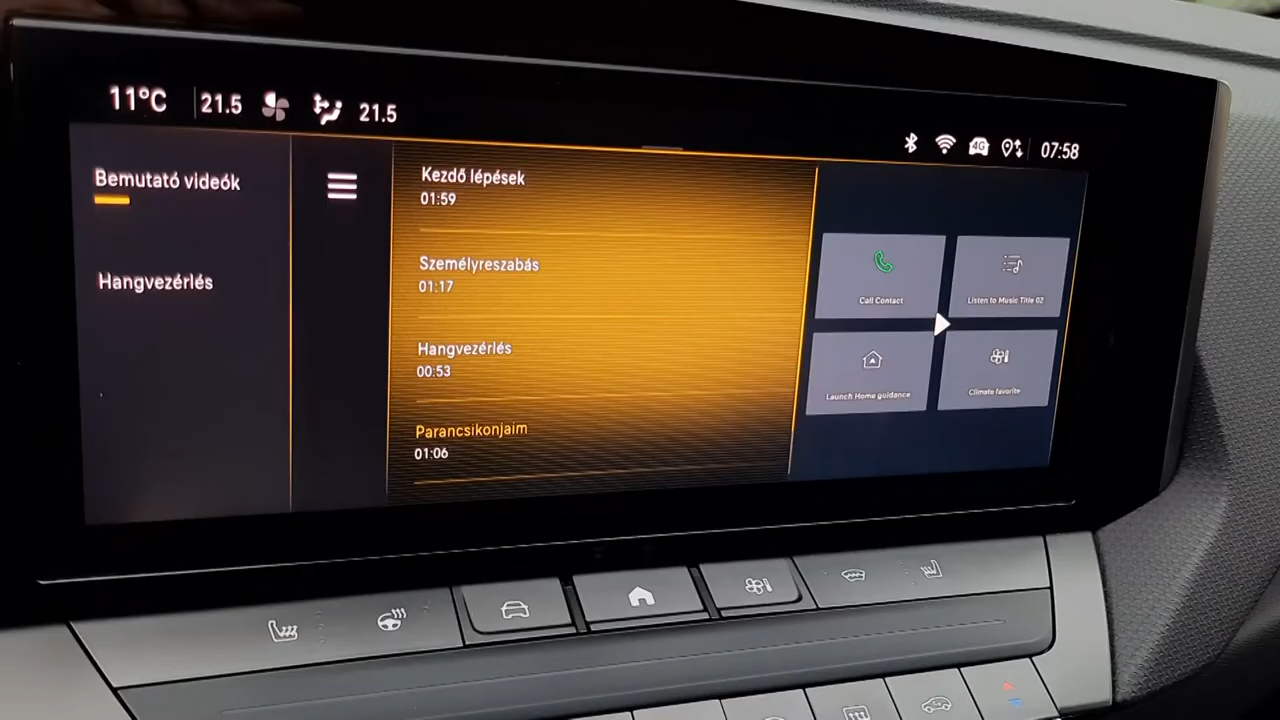 11°C
21.5
21.5
4G
07:58
Bemutató videók
Hangvezérlés
Kezdő lépések
01:59
Személyreszabás
01:17
Hangvezérlés
00:53
Parancsikonjaim
01:06
Call Contact
Listen to Music Title 02
Launch Home guidance
Climate favorite